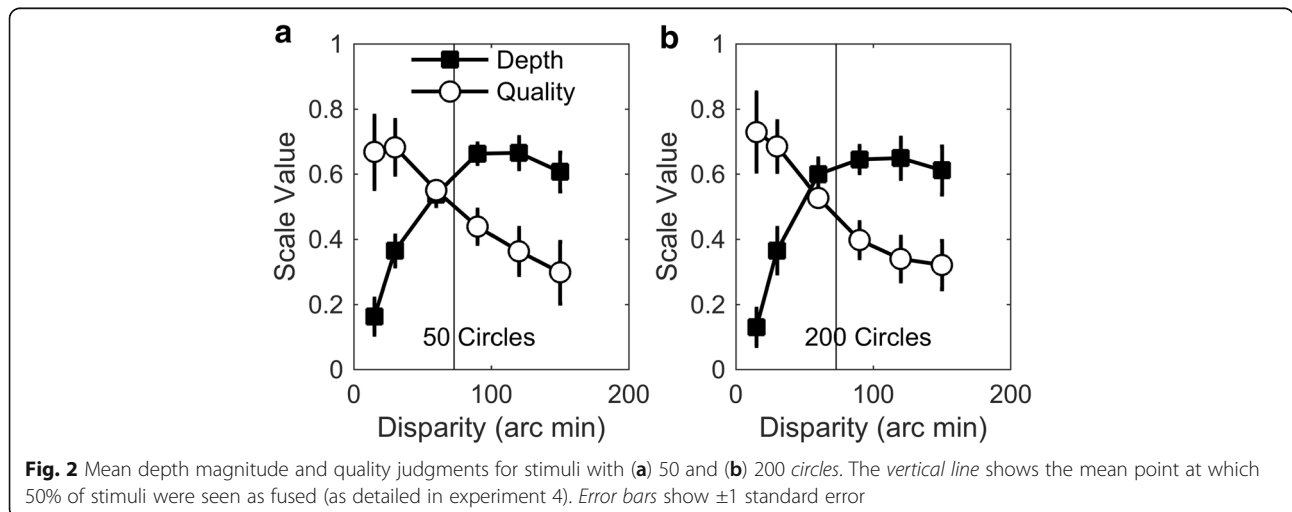 a
b
1
0.8
0.6
0.4
0.2
0
Scale Value
Depth
Quality
50 Circles
0 100 200
Disparity (arc min)
1
0.8
0.6
0.4
0.2
0
Scale Value
200 Circles
0 100 200
Disparity (arc min)
Fig. 2 Mean depth magnitude and quality judgments for stimuli with (a) 50 and (b) 200 circles. The vertical line shows the mean point at which
50% of stimuli were seen as fused (as detailed in experiment 4). Error bars show ±1 standard error